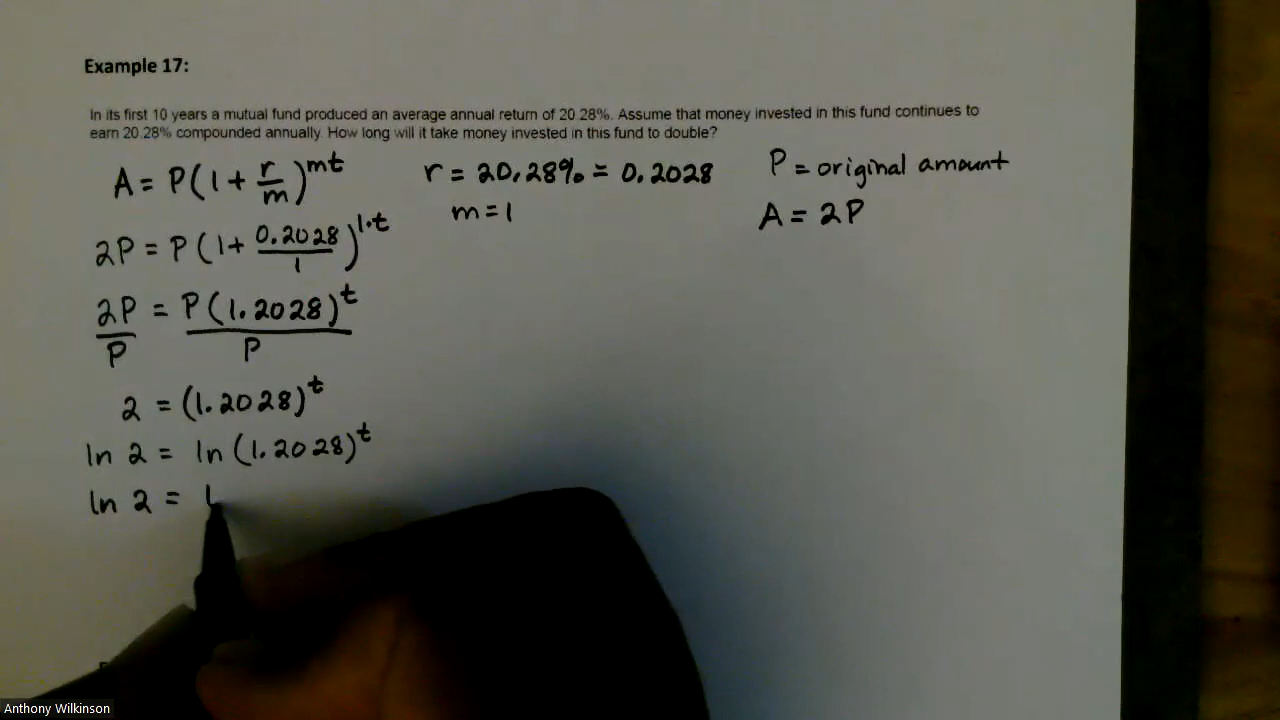 Example 17:
In its first 10 years a mutual fund produced an average annual return of 20.28%. Assume that money invested in this fund continues to
earn 20.28% compounded annually. How long will it take money invested in this fund to double?
A = P(1 + r/m)^mt
r = 20.28% = 0.2028
P = original amount
m = 1
A = 2P
2P = P(1 + 0.2028/1)^1·t
2P/P = P(1.2028)^t/P
2 = (1.2028)^t
ln 2 = ln(1.2028)^t
ln 2 =
Anthony Wilkinson